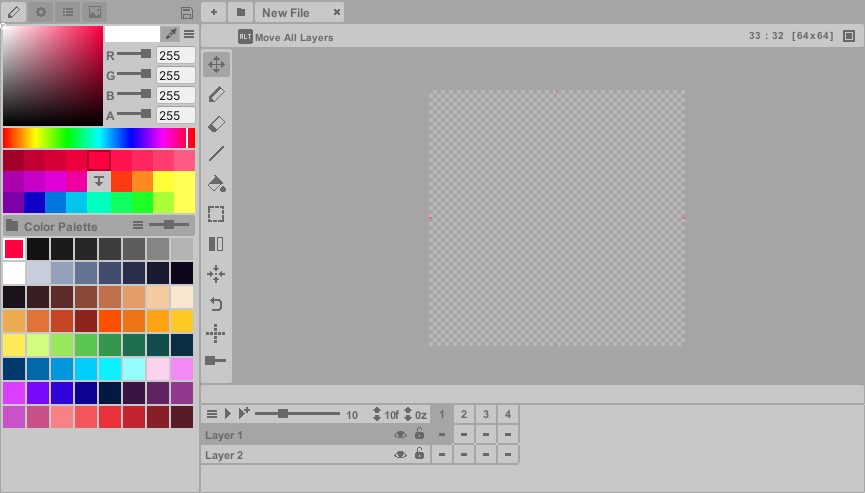 + New File ×
RLT Move All Layers 33 : 32 [64x64]
R 255
G 255
B 255
A 255
Color Palette
10 10f 0z 1 2 3 4
Layer 1
Layer 2